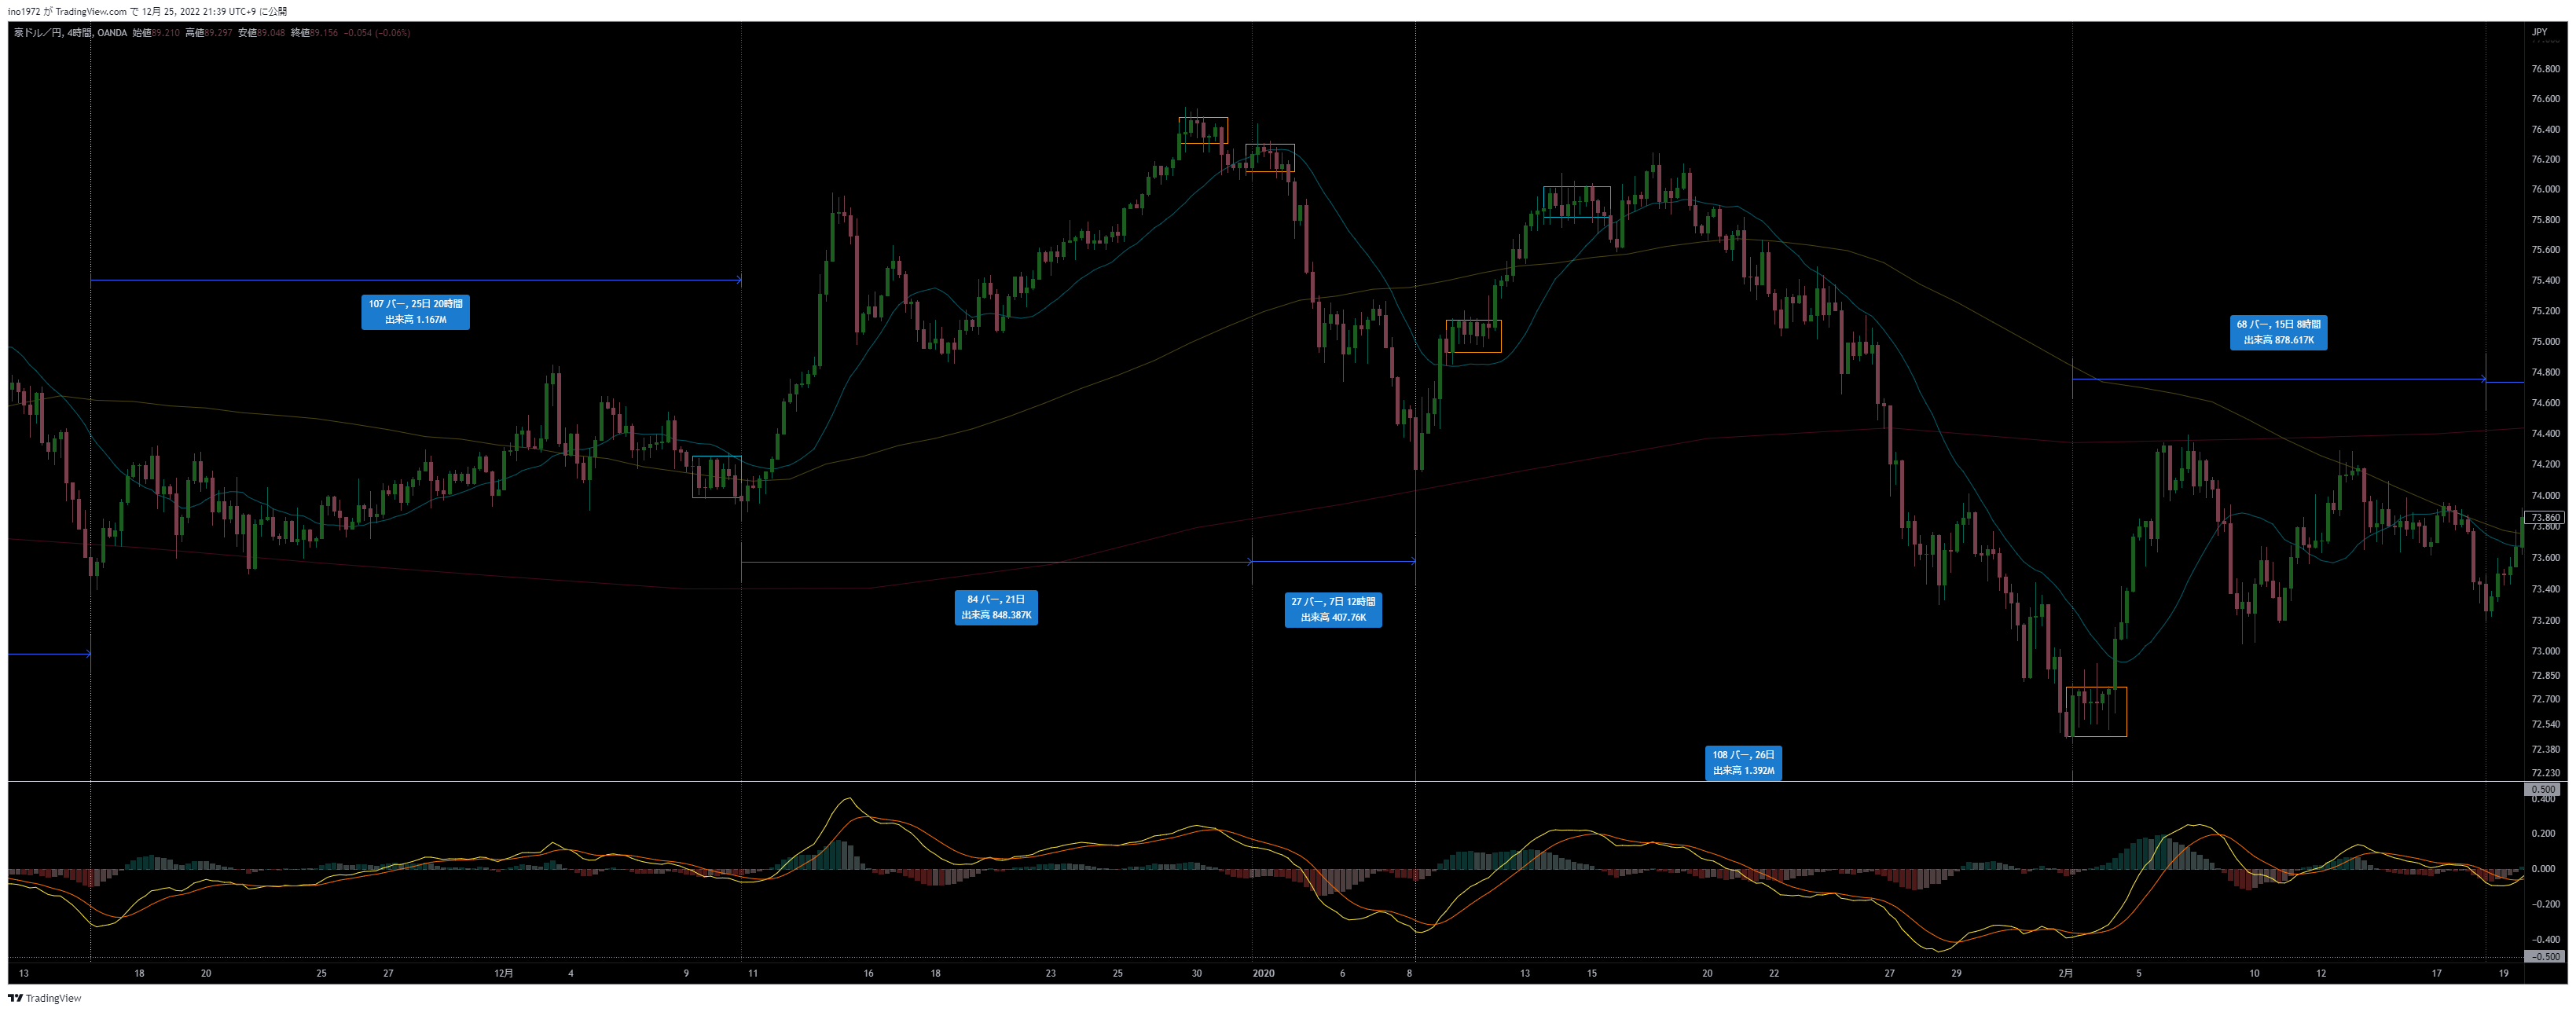 ino1972 が TradingView.com で 12月 25, 2022 21:39 UTC+9 に公開
豪ドル／円, 4時間, OANDA 始値89.210 高値89.297 安値89.048 終値89.156 −0.054 (−0.06%)
JPY
76.800
76.600
76.400
76.200
76.000
75.800
75.600
75.400
75.200
75.000
74.800
74.600
74.400
74.200
74.000
73.860
73.800
73.600
73.400
73.200
73.000
72.850
72.700
72.540
72.380
72.230
107 バー, 25日 20時間
出来高 1.167M
84 バー, 21日
出来高 848.387K
27 バー, 7日 12時間
出来高 407.76K
108 バー, 26日
出来高 1.392M
68 バー, 15日 8時間
出来高 878.617K
0.500
0.400
0.200
0.000
−0.200
−0.400
−0.500
13 18 20 25 27 12月 4 9 11 16 18 23 25 30 2020 6 8 13 15 20 22 27 29 2月 5 10 12 17 19
TradingView